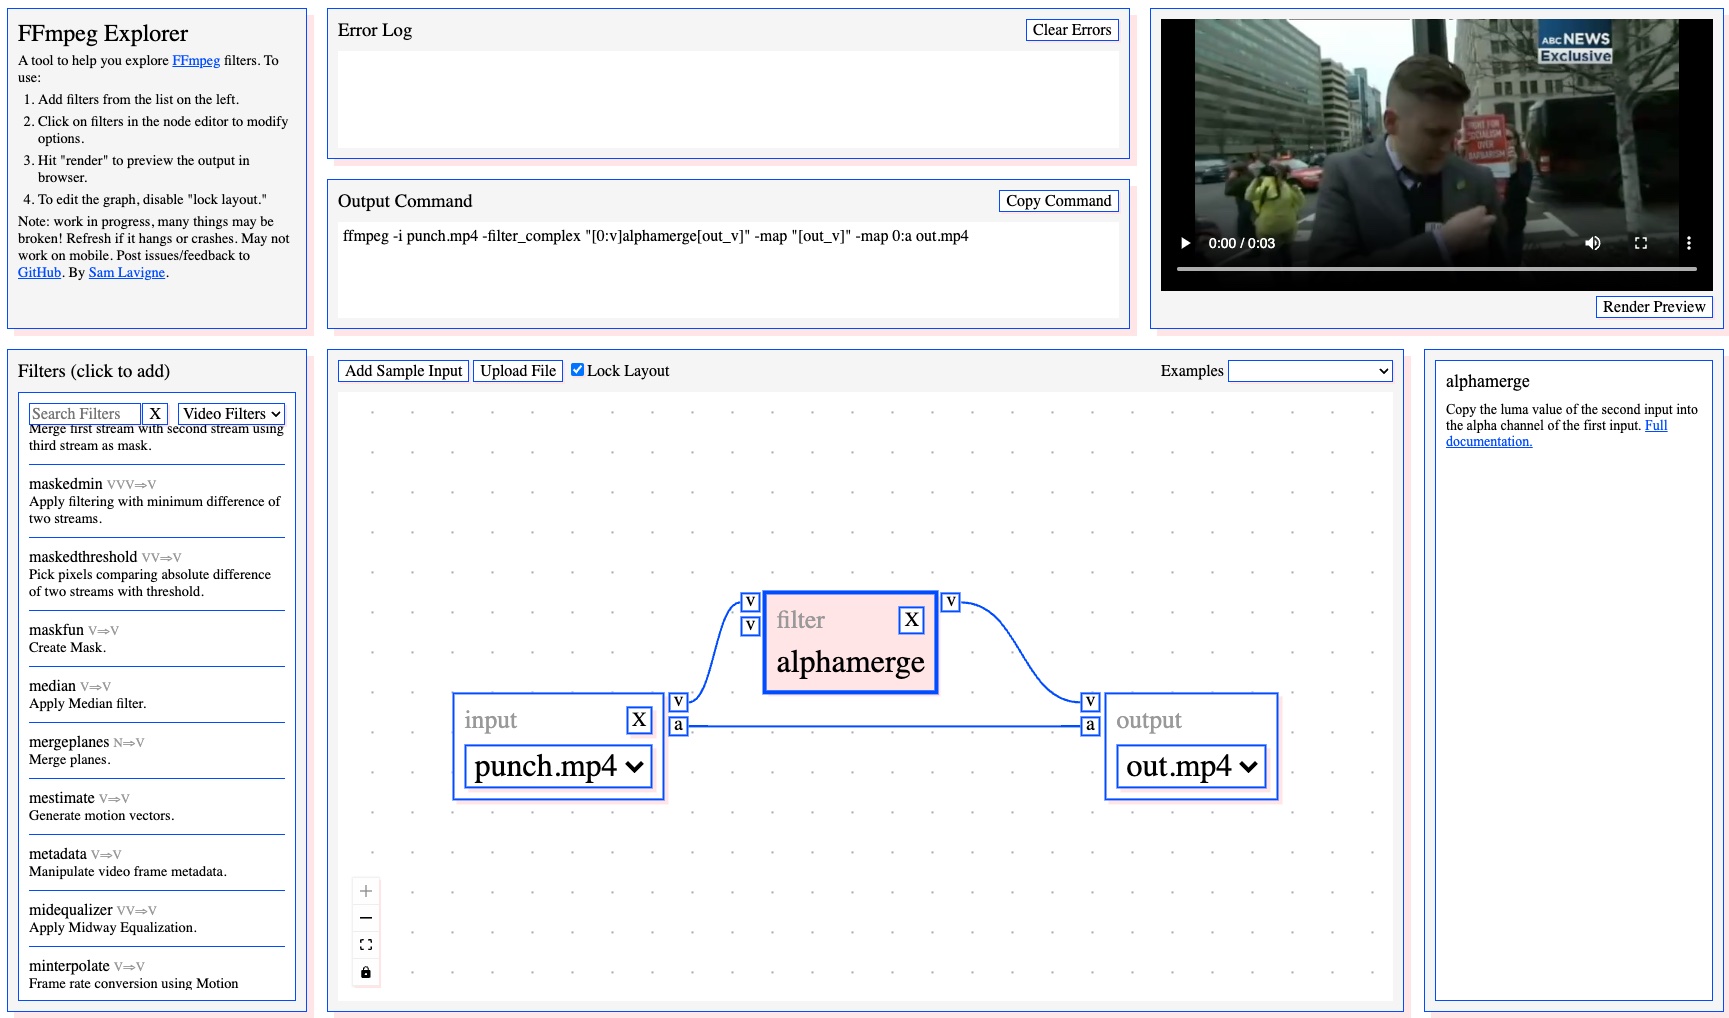 FFmpeg Explorer
A tool to help you explore FFmpeg filters. To
use:
1. Add filters from the list on the left.
2. Click on filters in the node editor to modify
options.
3. Hit "render" to preview the output in
browser.
4. To edit the graph, disable "lock layout."
Note: work in progress, many things may be
broken! Refresh if it hangs or crashes. May not
work on mobile. Post issues/feedback to
GitHub. By Sam Lavigne.
Error Log
Clear Errors
Output Command
Copy Command
ffmpeg -i punch.mp4 -filter_complex "[0:v]alphamerge[out_v]" -map "[out_v]" -map 0:a out.mp4
abc NEWS
Exclusive
FIGHT FOR
SOCIALISM
OVER
BARBARISM
0:00 / 0:03
Render Preview
Filters (click to add)
Search Filters
X
Video Filters
Merge first stream with second stream using
third stream as mask.
maskedmin VVV⇒V
Apply filtering with minimum difference of
two streams.
maskedthreshold VV⇒V
Pick pixels comparing absolute difference
of two streams with threshold.
maskfun V⇒V
Create Mask.
median V⇒V
Apply Median filter.
mergeplanes N⇒V
Merge planes.
mestimate V⇒V
Generate motion vectors.
metadata V⇒V
Manipulate video frame metadata.
midequalizer VV⇒V
Apply Midway Equalization.
minterpolate V⇒V
Frame rate conversion using Motion
Add Sample Input
Upload File
Lock Layout
Examples
v
v
filter
X
alphamerge
v
input
X
punch.mp4
v
a
v
a
output
out.mp4
alphamerge
Copy the luma value of the second input into
the alpha channel of the first input. Full
documentation.